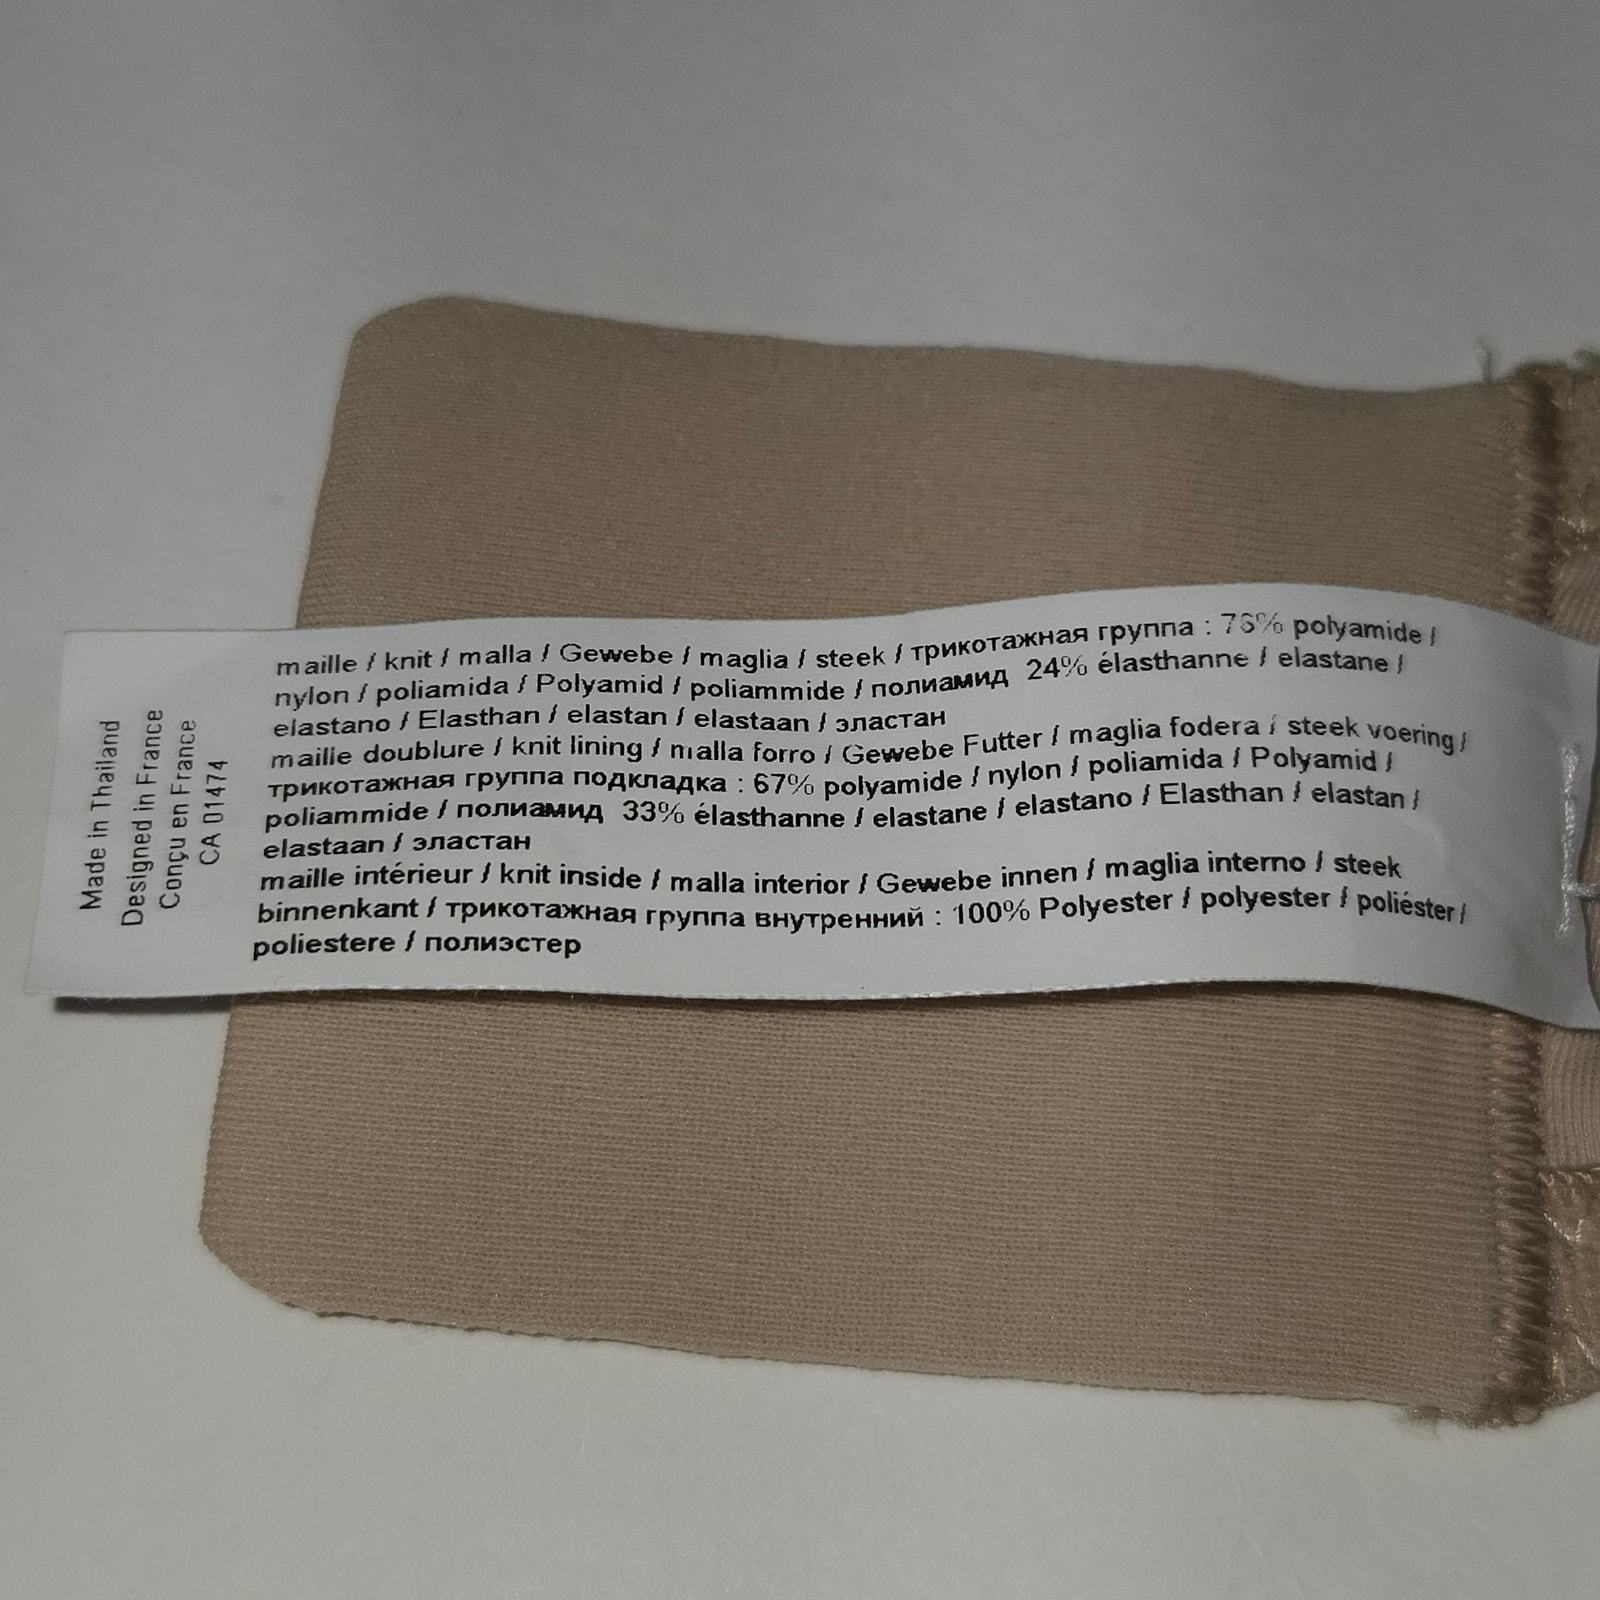 maille / knit / malla / Gewebe / maglia / steek / трикотажная группа : 76% polyamide /
nylon / poliamida / Polyamid / poliammide / полиамид 24% élasthanne / elastane /
elastano / Elasthan / elastan / elastaan / эластан
maille doublure / knit lining / malla forro / Gewebe Futter / maglia fodera / steek voering /
трикотажная группа подкладка : 67% polyamide / nylon / poliamida / Polyamid /
poliammide / полиамид 33% élasthanne / elastane / elastano / Elasthan / elastan /
elastaan / эластан
maille intérieur / knit inside / malla interior / Gewebe innen / maglia interno / steek
binnenkant / трикотажная группа внутренний : 100% Polyester / polyester / poliéster /
poliestere / полиэстер
Made in Thailand
Designed in France
Conçu en France
CA 01474